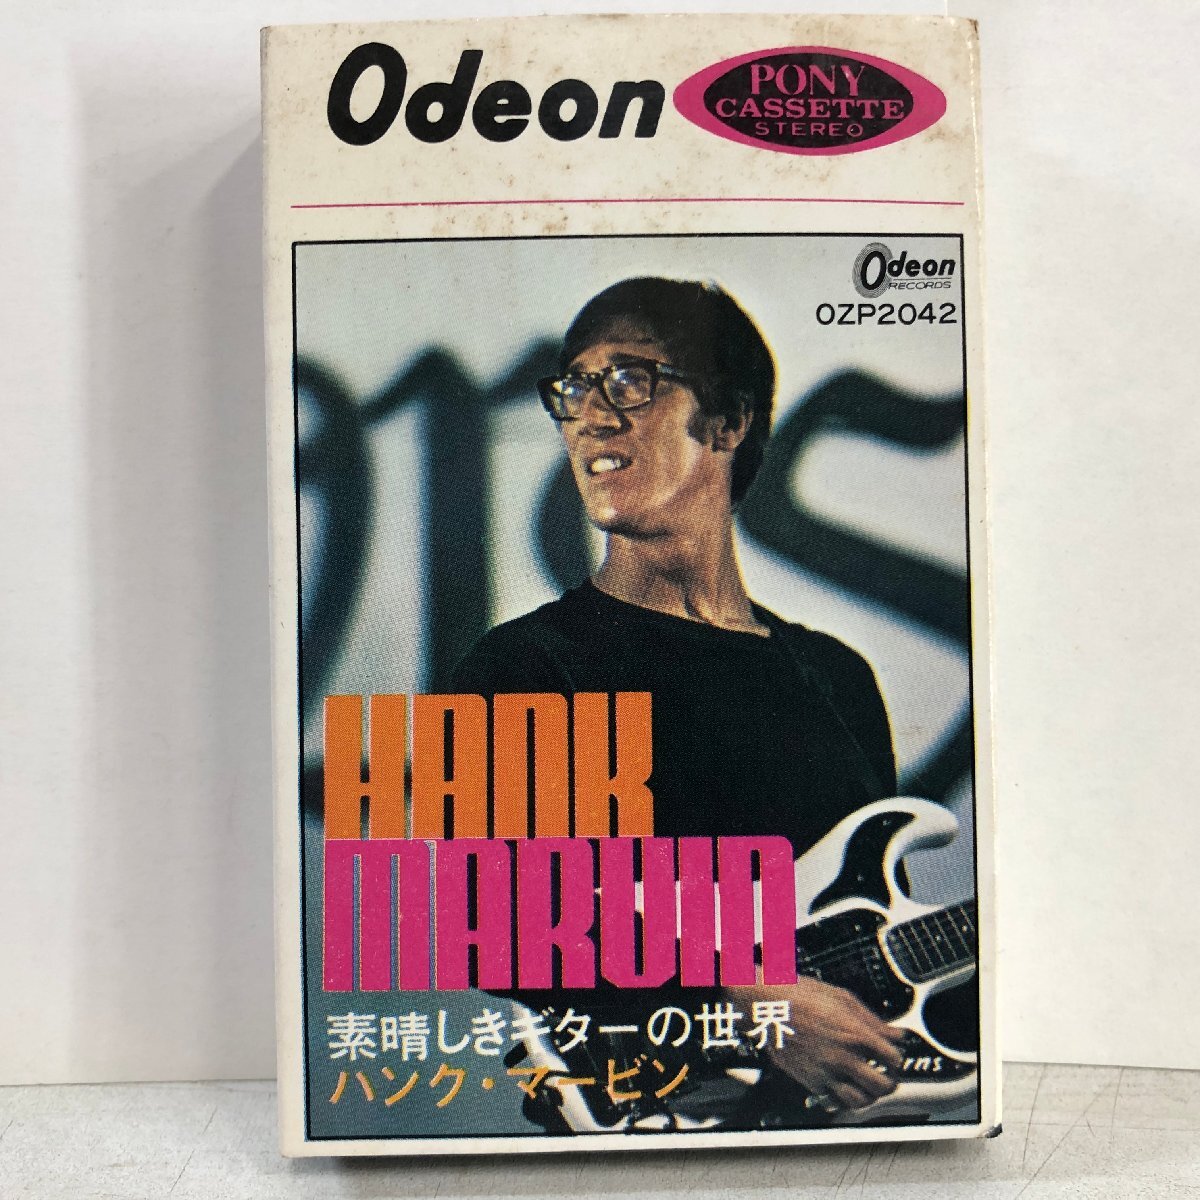 Odeon
PONY
CASSETTE
STEREO
Odeon
RECORDS
OZP2042
HANK
MARVIN
素晴しきギターの世界
ハンク・マービン